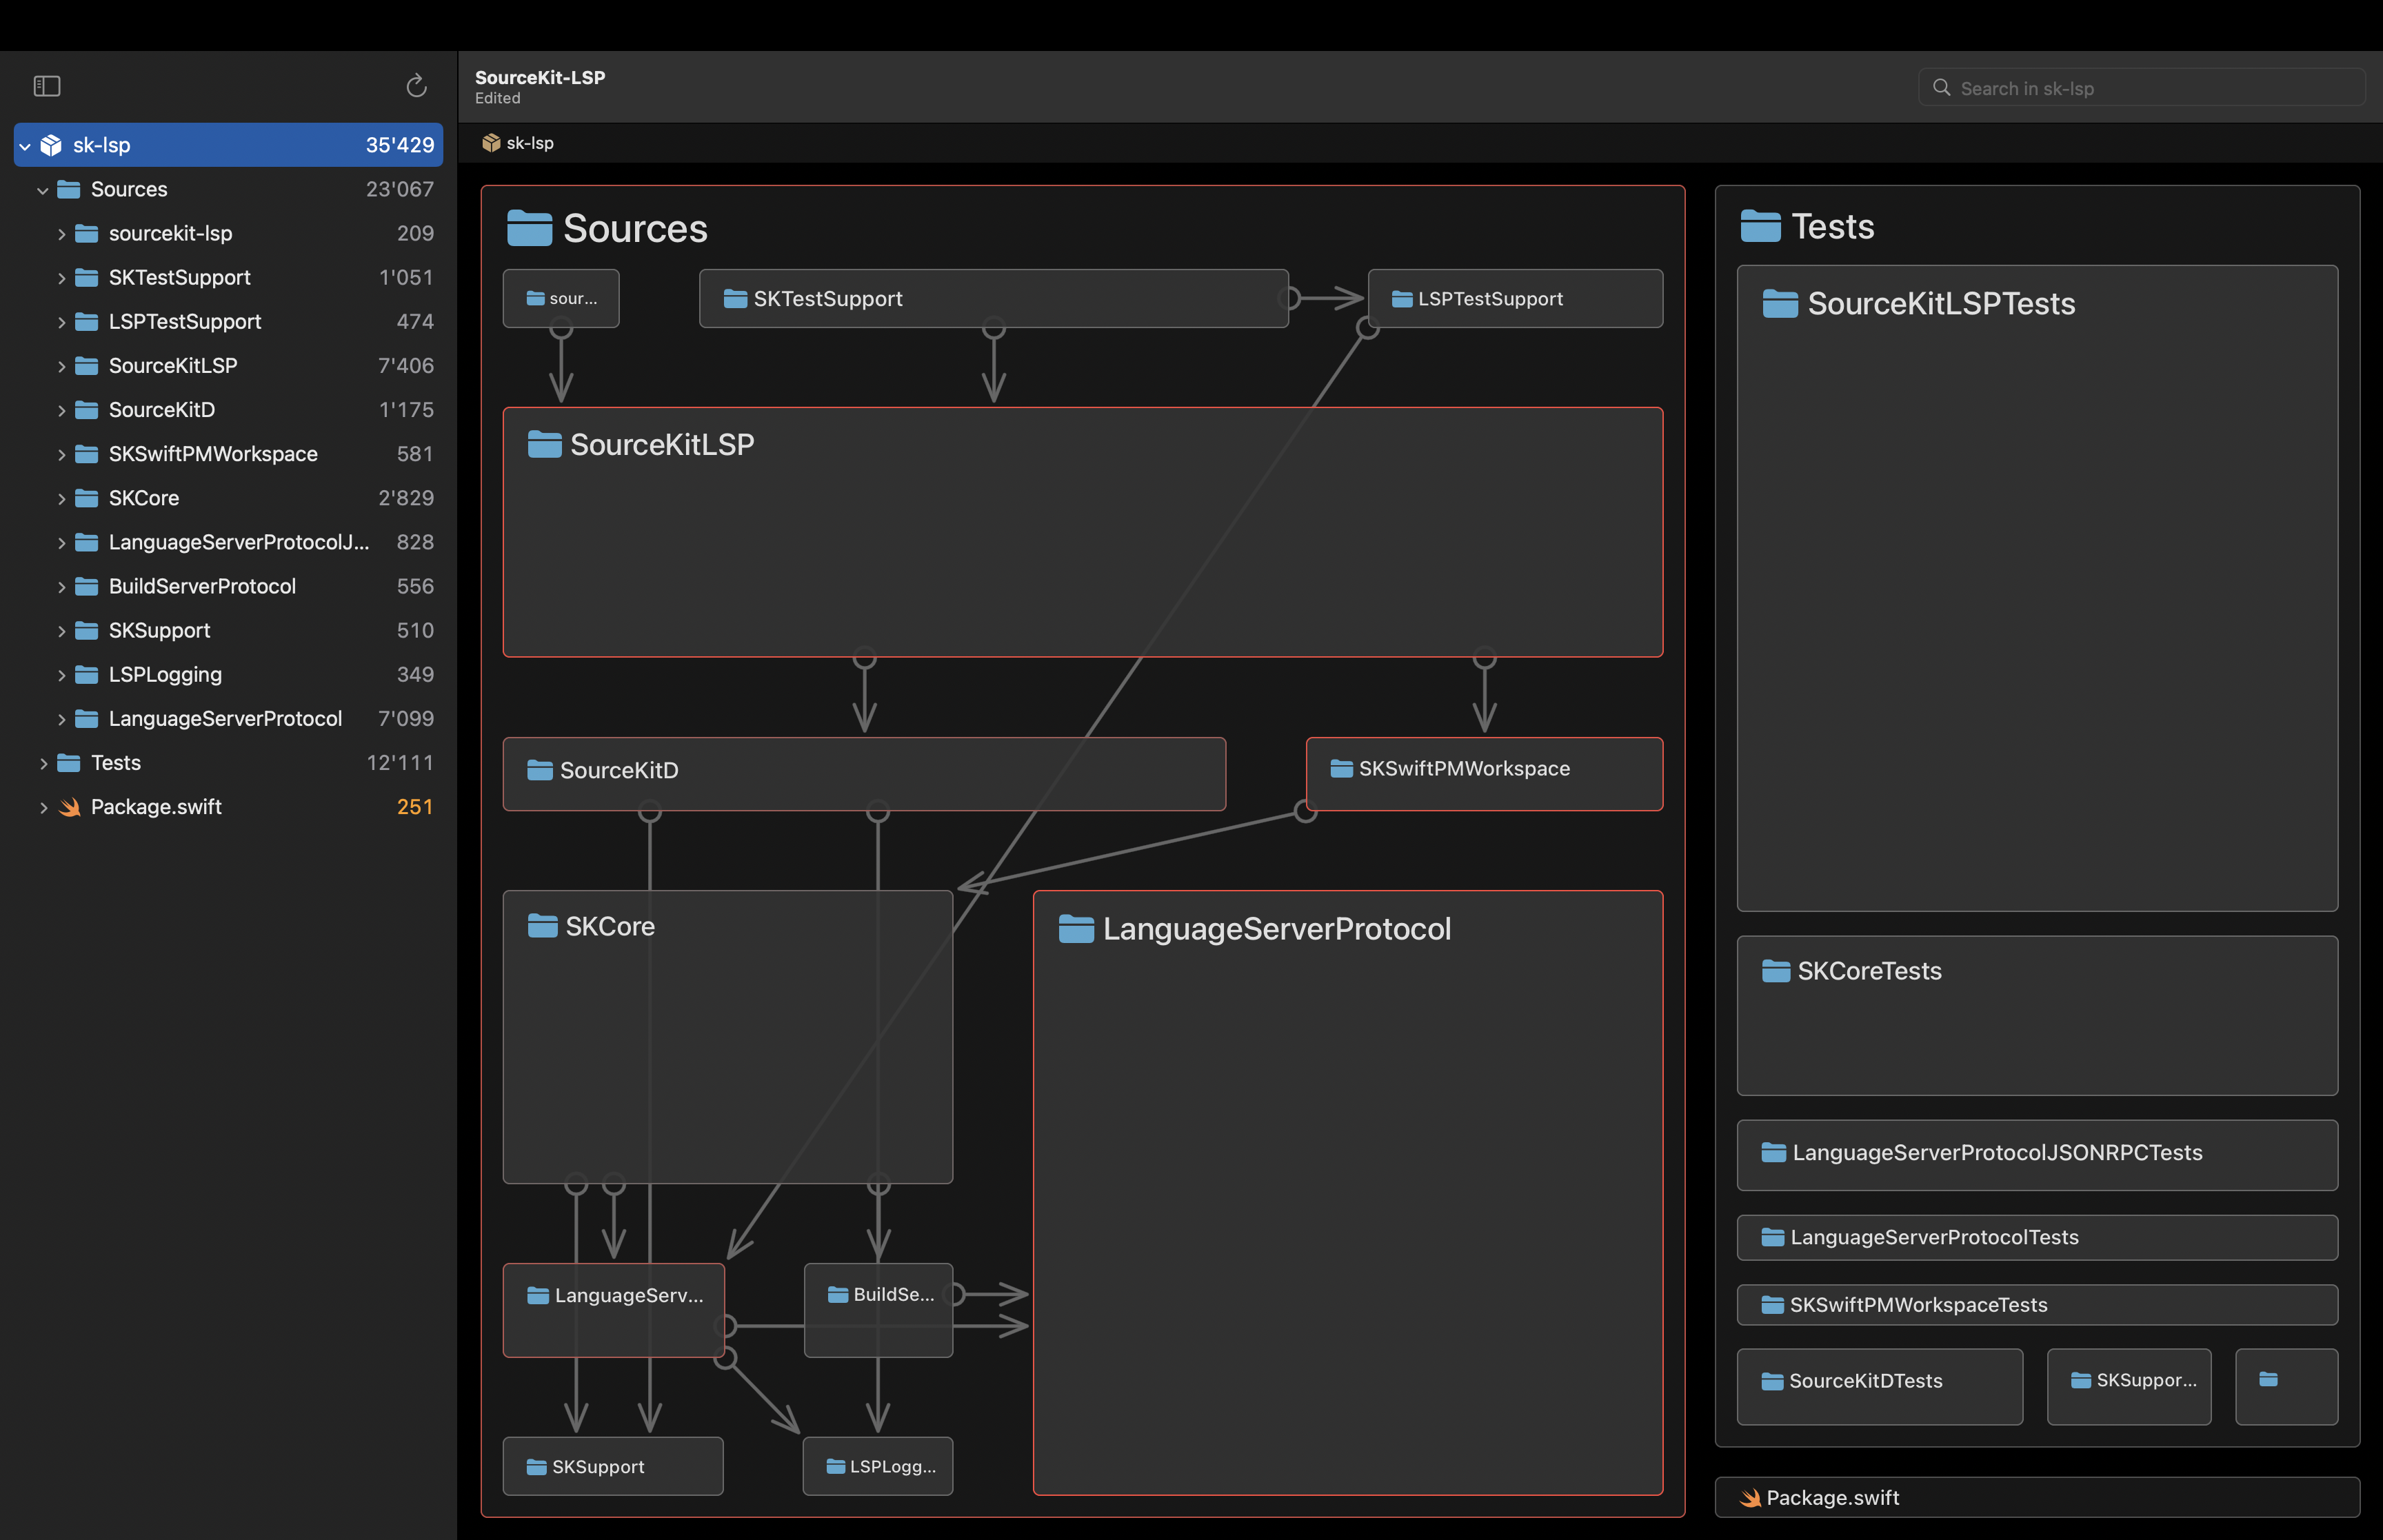 SourceKit-LSP
Edited
Search in sk-lsp
sk-lsp 35'429
Sources 23'067
sourcekit-lsp 209
SKTestSupport 1'051
LSPTestSupport 474
SourceKitLSP 7'406
SourceKitD 1'175
SKSwiftPMWorkspace 581
SKCore 2'829
LanguageServerProtocolJ... 828
BuildServerProtocol 556
SKSupport 510
LSPLogging 349
LanguageServerProtocol 7'099
Tests 12'111
Package.swift 251
sk-lsp
Sources
sour...
SKTestSupport
LSPTestSupport
SourceKitLSP
SourceKitD
SKSwiftPMWorkspace
SKCore
LanguageServerProtocol
LanguageServ...
BuildSe...
SKSupport
LSPLogg...
Tests
SourceKitLSPTests
SKCoreTests
LanguageServerProtocolJSONRPCTests
LanguageServerProtocolTests
SKSwiftPMWorkspaceTests
SourceKitDTests
SKSuppor...
Package.swift